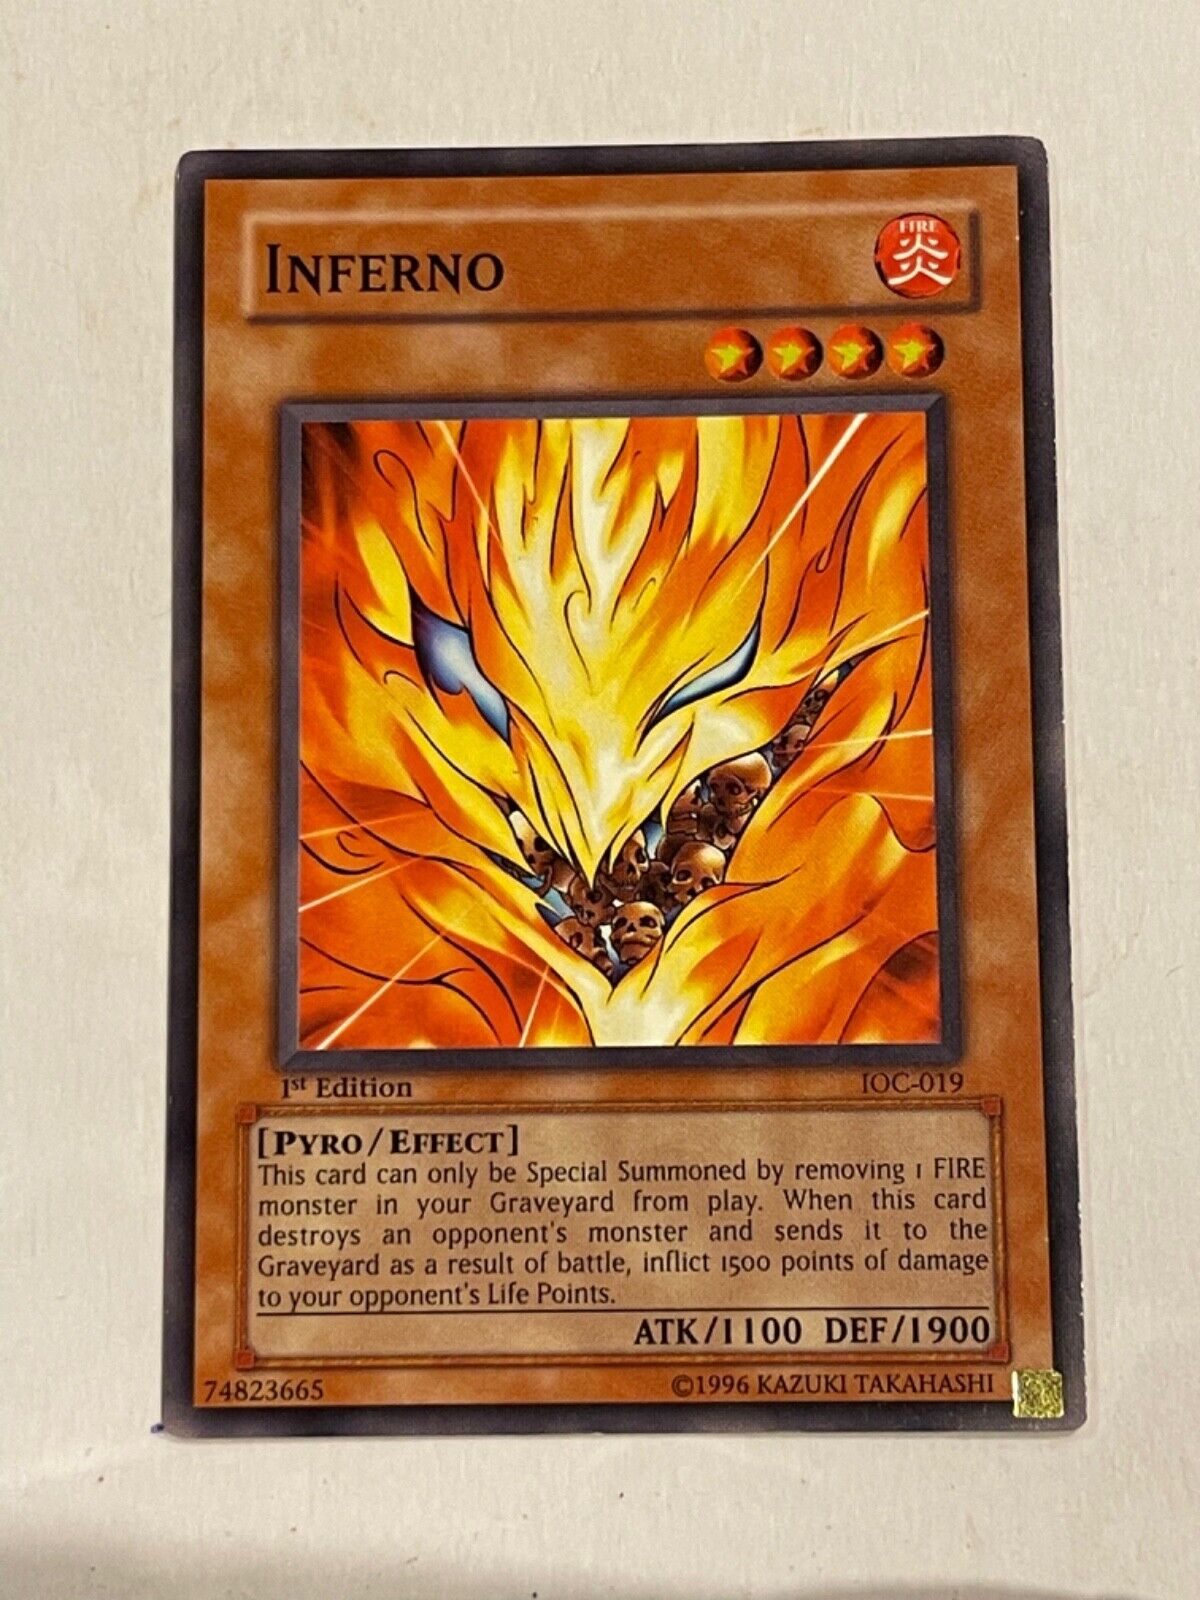 INFERNO
FIRE
炎
1st Edition
IOC-019
[PYRO/EFFECT]
This card can only be Special Summoned by removing 1 FIRE
monster in your Graveyard from play. When this card
destroys an opponent's monster and sends it to the
Graveyard as a result of battle, inflict 1500 points of damage
to your opponent's Life Points.
ATK/1100 DEF/1900
74823665
©1996 KAZUKI TAKAHASHI